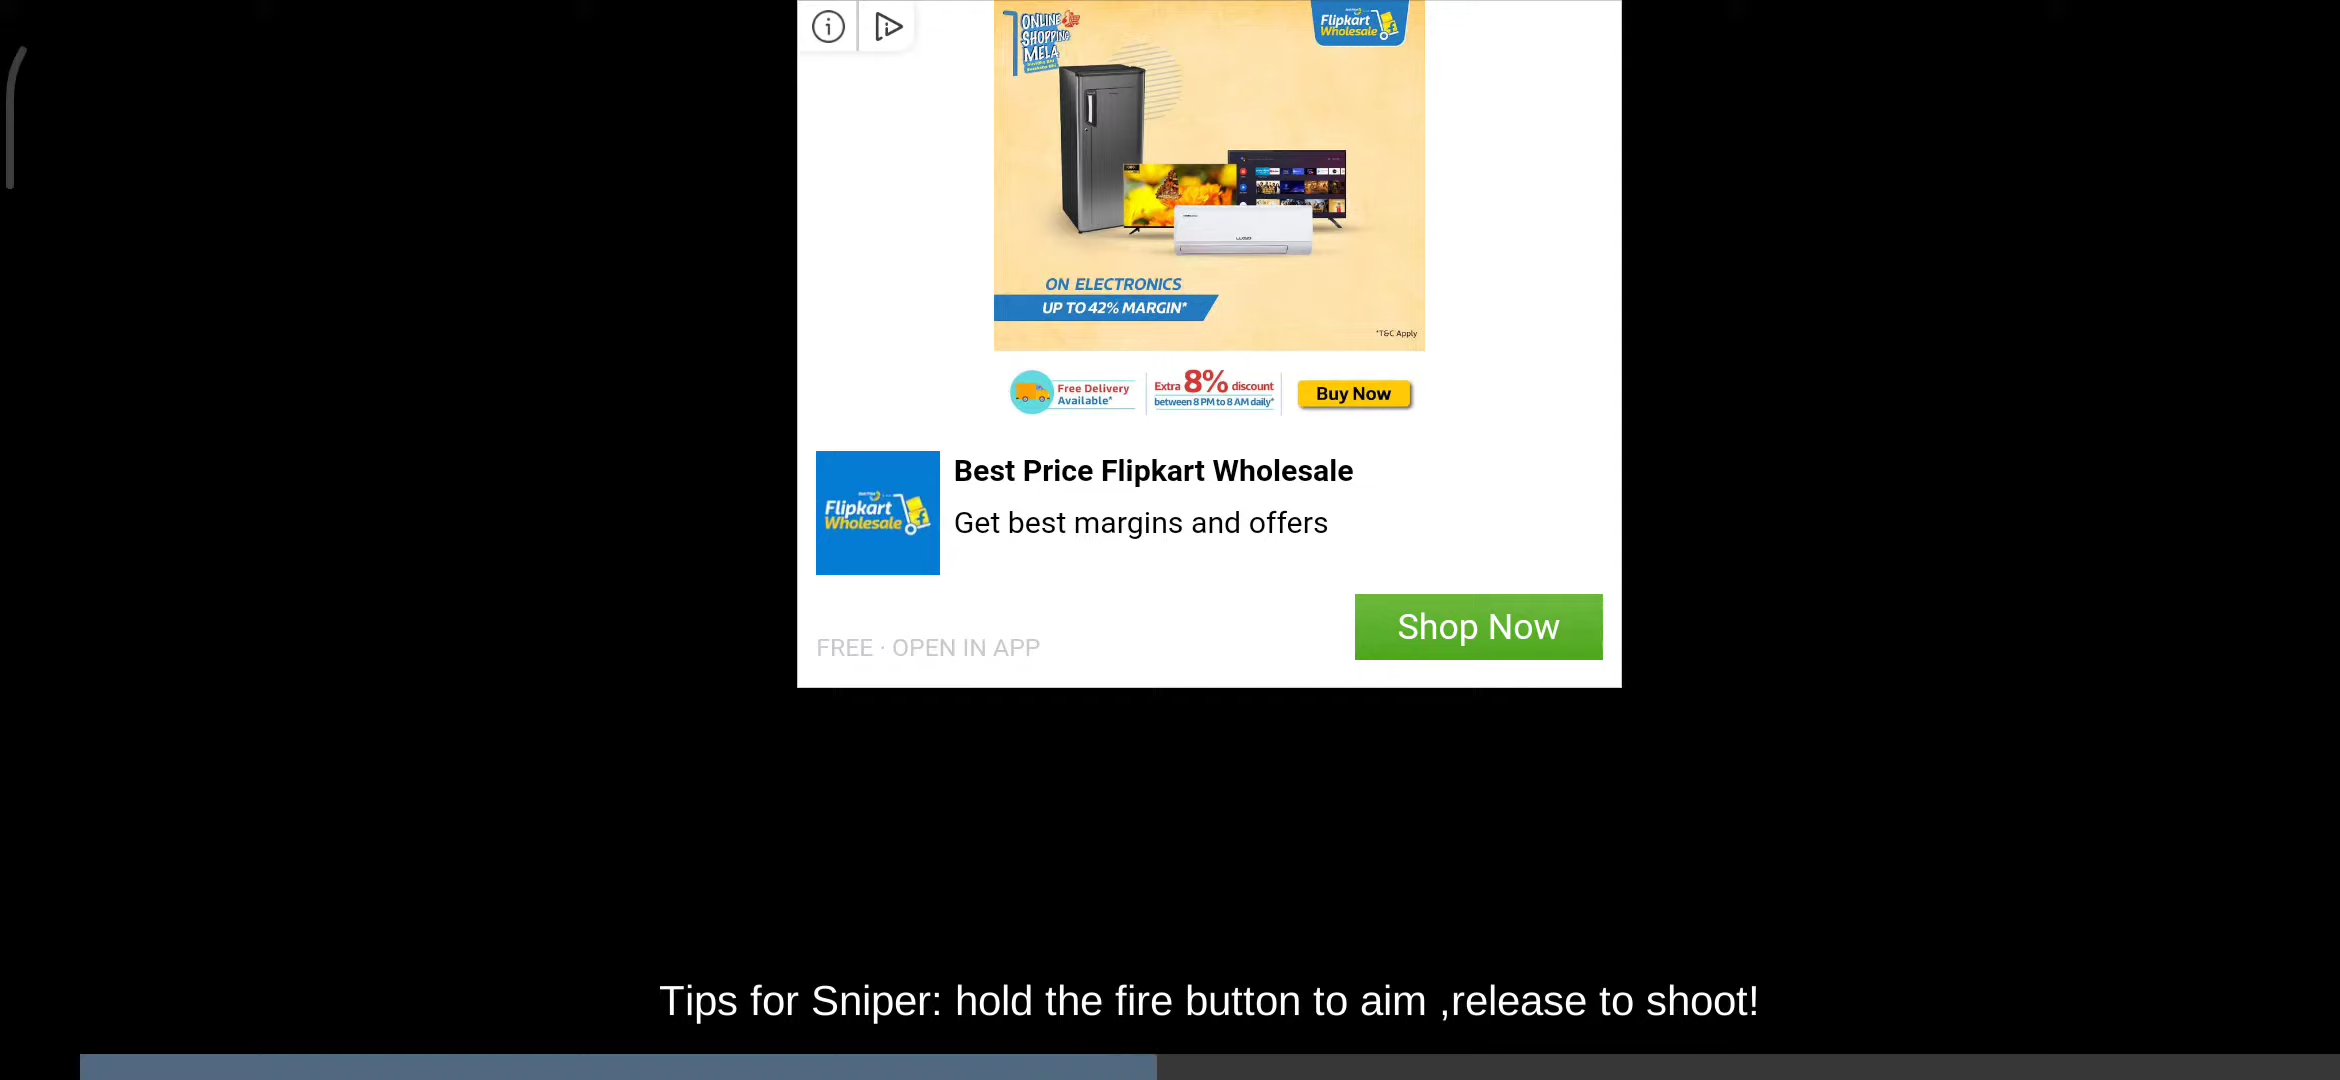 ONLINE
SHOPPING
MELA
Flipkart
Wholesale
ON ELECTRONICS
UP TO 42% MARGIN*
*T&C Apply
Free Delivery
Available*
Extra 8% discount
between 8 PM to 8 AM daily*
Buy Now
Flipkart
Wholesale
Best Price Flipkart Wholesale
Get best margins and offers
FREE · OPEN IN APP
Shop Now
Tips for Sniper: hold the fire button to aim ,release to shoot!